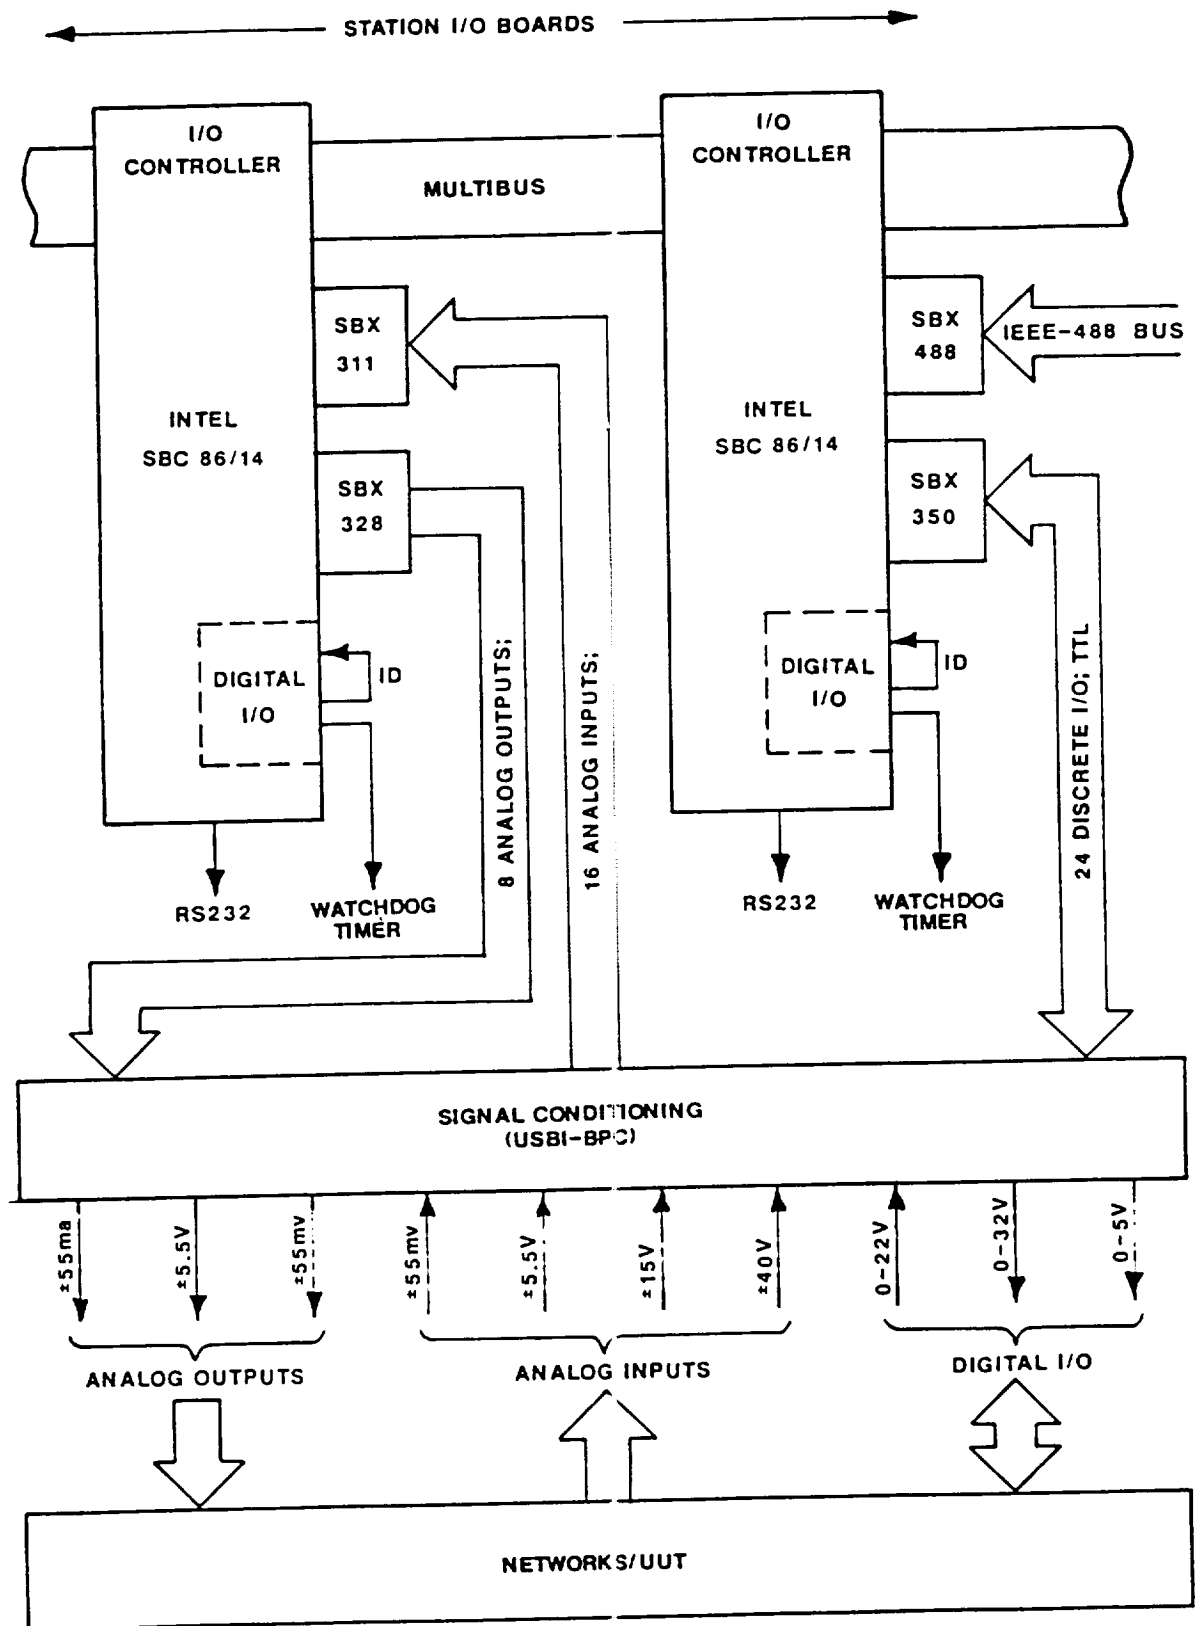 STATION I/O BOARDS
I/O
CONTROLLER
I/O
CONTROLLER
MULTIBUS
SBX
311
SBX
488
IEEE-488 BUS
INTEL
SBC 86/14
INTEL
SBC 86/14
SBX
328
SBX
350
DIGITAL
I/O
ID
DIGITAL
I/O
ID
8 ANALOG OUTPUTS;
16 ANALOG INPUTS;
24 DISCRETE I/O; TTL
RS232
WATCHDOG
TIMER
RS232
WATCHDOG
TIMER
SIGNAL CONDITIONING
(USBI-BPC)
±55ma
±5.5V
±55mv
±55mv
±5.5V
±15V
±40V
0-22V
0-32V
0-5V
ANALOG OUTPUTS
ANALOG INPUTS
DIGITAL I/O
NETWORKS/UUT